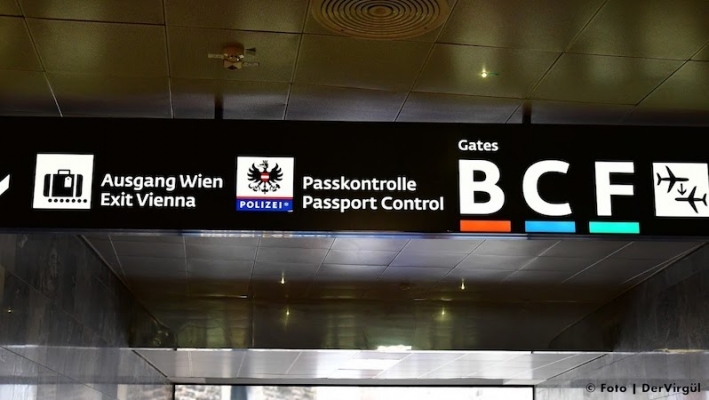 Ausgang Wien
Exit Vienna
POLIZEI
Passkontrolle
Passport Control
Gates
B C F
© Foto | DerVirgül